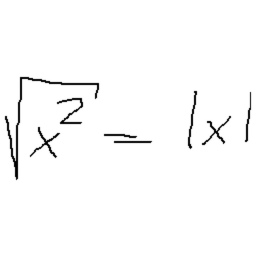 √x² = |x|